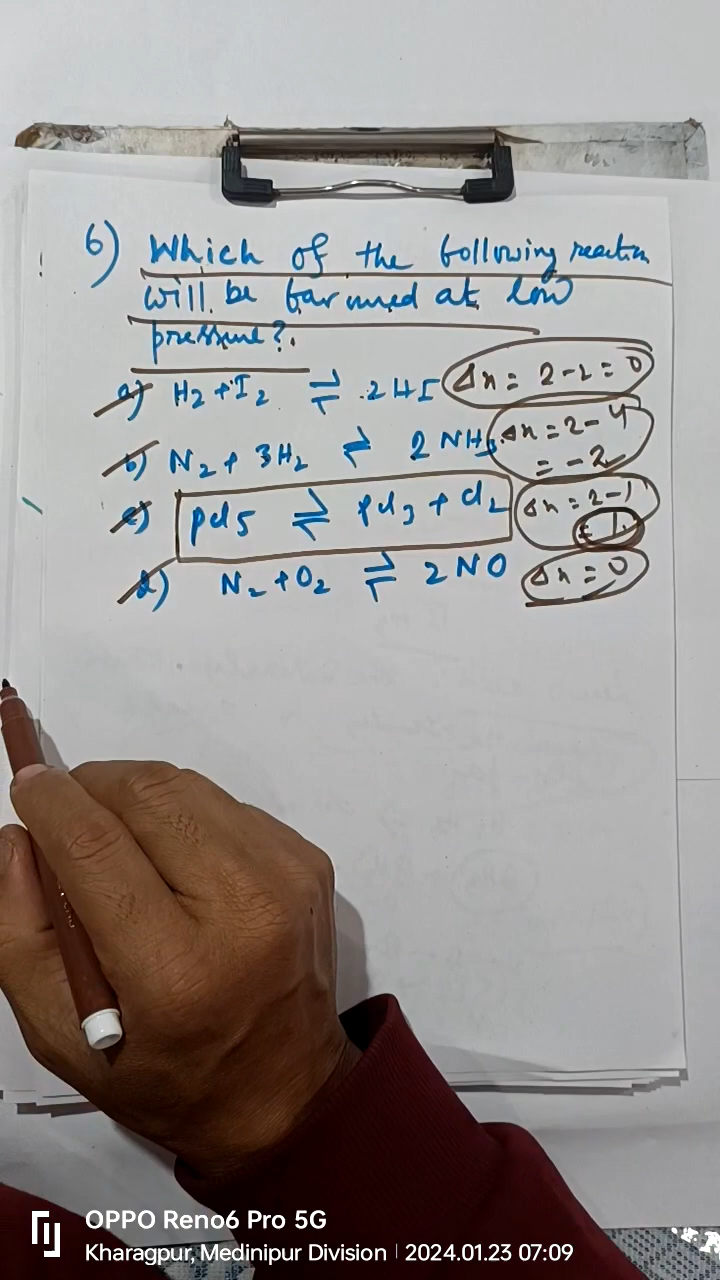 6) Which of the following reaction
will be favoured at low
pressure?
a) H₂ + I₂ ⇌ 2HI Δn = 2-2 = 0
b) N₂ + 3H₂ ⇌ 2NH₃ Δn = 2-4
= -2
c) pcl5 ⇌ pcl₃ + cl₂ Δn = 2-1
= 1
d) N₂ + O₂ ⇌ 2NO Δn = 0
OPPO Reno6 Pro 5G
Kharagpur, Medinipur Division | 2024.01.23 07:09